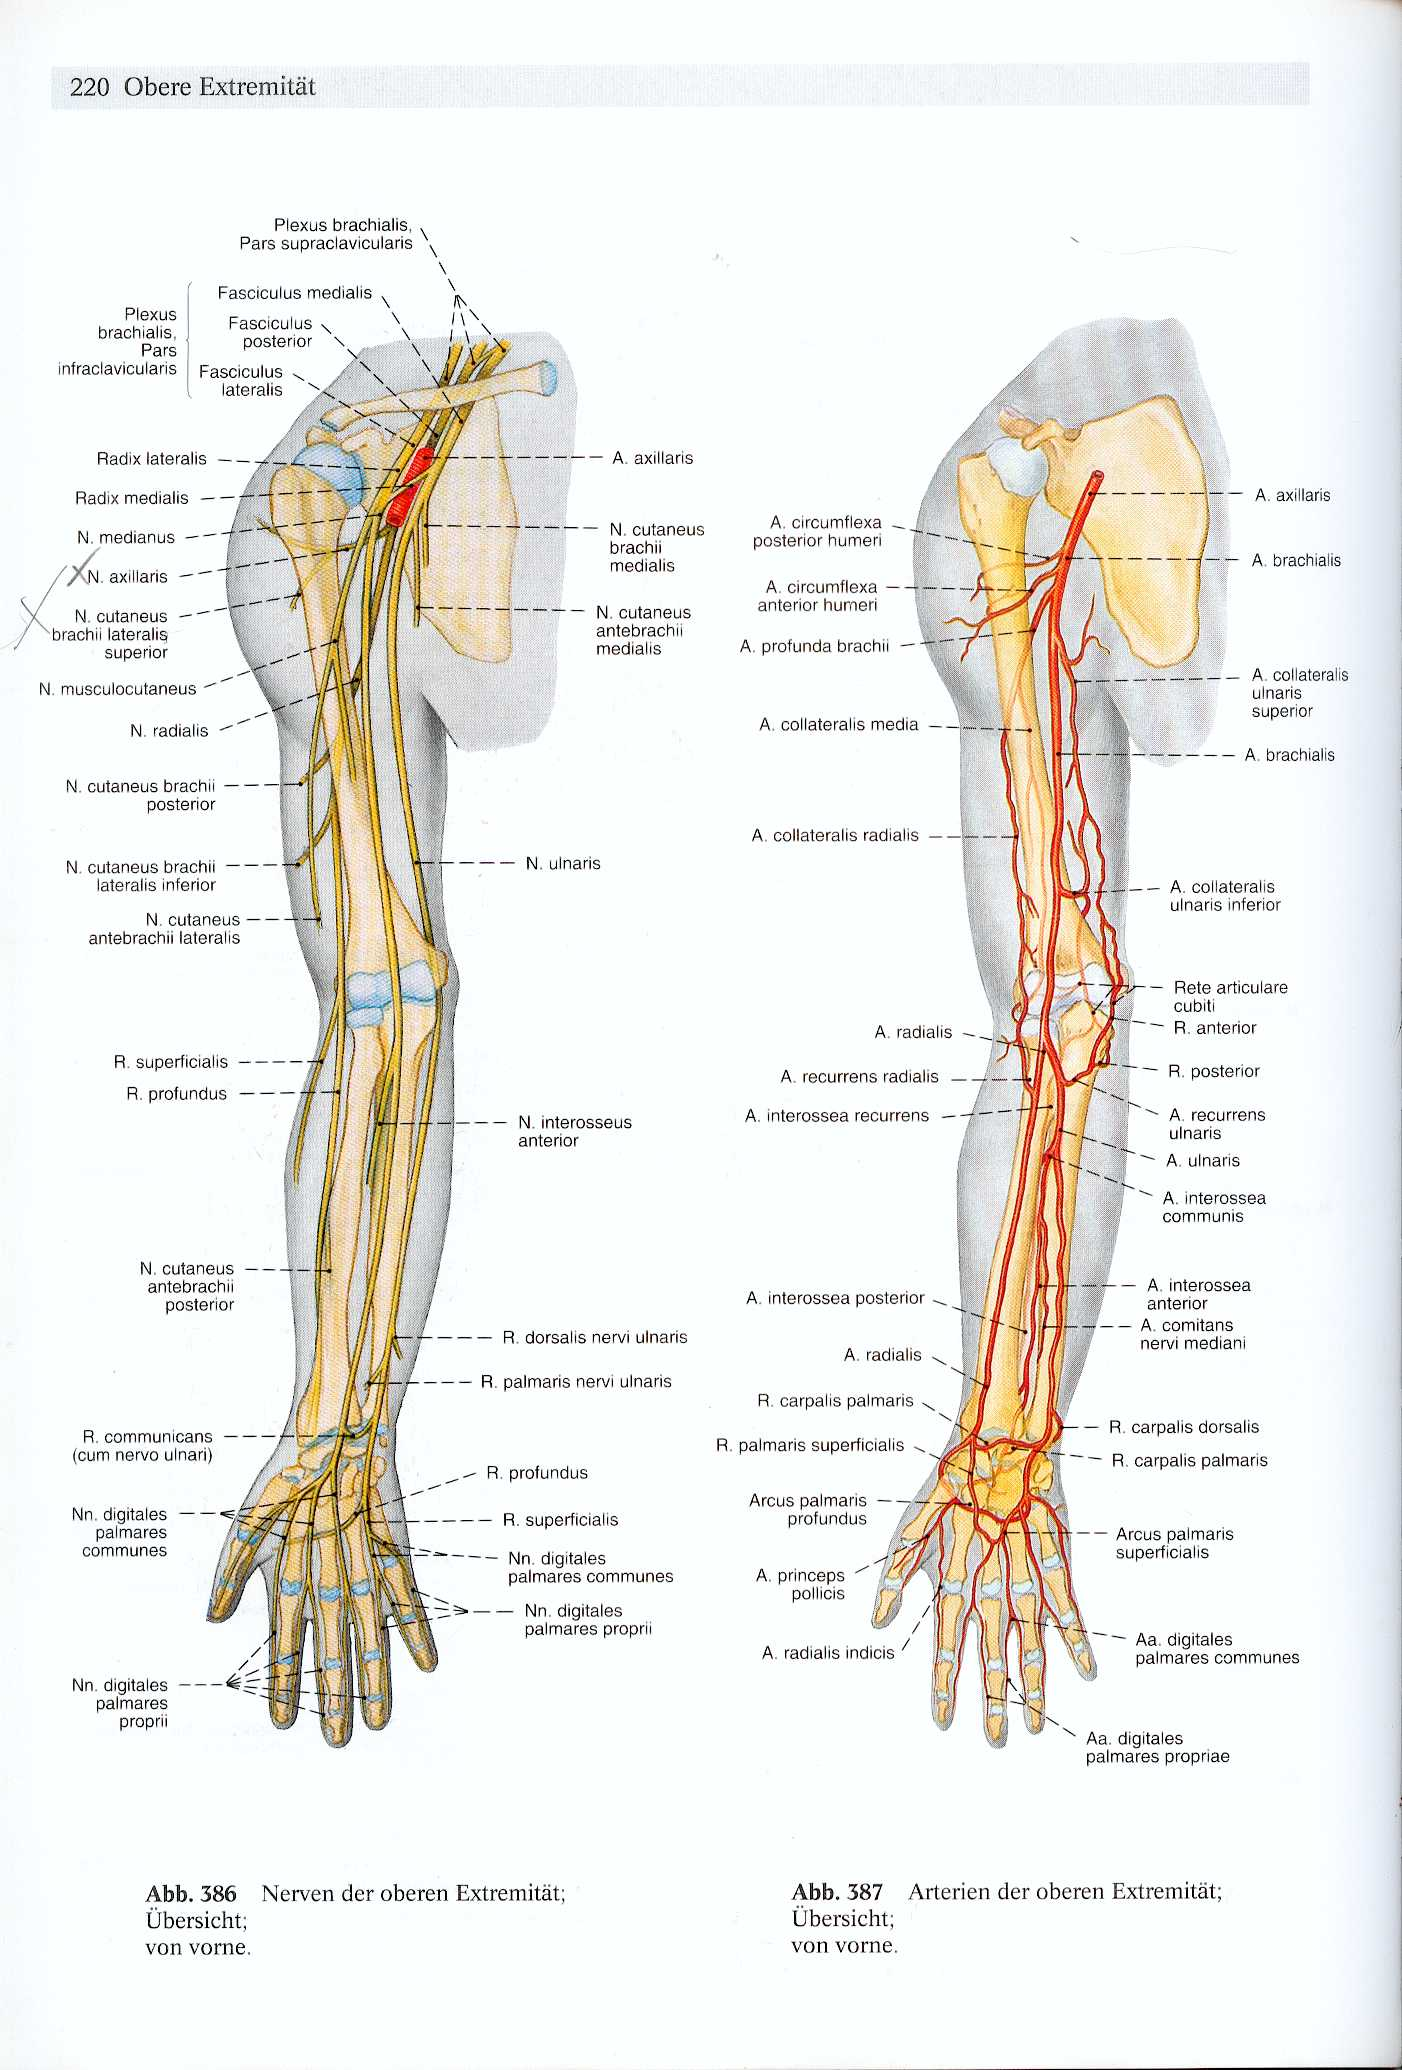 220 Obere Extremität
Plexus brachialis,
Pars supraclavicularis
Fasciculus medialis
Plexus
brachialis,
Pars
infraclavicularis
Fasciculus
posterior
Fasciculus
lateralis
Radix lateralis
Radix medialis
N. medianus
N. axillaris
N. cutaneus
brachii lateralis
superior
N. musculocutaneus
N. radialis
N. cutaneus brachii
posterior
N. cutaneus brachii
lateralis inferior
N. cutaneus
antebrachii lateralis
R. superficialis
R. profundus
N. cutaneus
antebrachii
posterior
R. communicans
(cum nervo ulnari)
Nn. digitales
palmares
communes
Nn. digitales
palmares
proprii
A. axillaris
N. cutaneus
brachii
medialis
N. cutaneus
antebrachii
medialis
N. ulnaris
N. interosseus
anterior
R. dorsalis nervi ulnaris
R. palmaris nervi ulnaris
R. profundus
R. superficialis
Nn. digitales
palmares communes
Nn. digitales
palmares proprii
A. circumflexa
posterior humeri
A. circumflexa
anterior humeri
A. profunda brachii
A. collateralis media
A. collateralis radialis
A. radialis
A. recurrens radialis
A. interossea recurrens
A. interossea posterior
A. radialis
R. carpalis palmaris
R. palmaris superficialis
Arcus palmaris
profundus
A. princeps
pollicis
A. radialis indicis
A. axillaris
A. brachialis
A. collateralis
ulnaris
superior
A. brachialis
A. collateralis
ulnaris inferior
Rete articulare
cubiti
R. anterior
R. posterior
A. recurrens
ulnaris
A. ulnaris
A. interossea
communis
A. interossea
anterior
A. comitans
nervi mediani
R. carpalis dorsalis
R. carpalis palmaris
Arcus palmaris
superficialis
Aa. digitales
palmares communes
Aa. digitales
palmares propriae
Abb. 386 Nerven der oberen Extremität;
Übersicht;
von vorne.
Abb. 387 Arterien der oberen Extremität;
Übersicht;
von vorne.